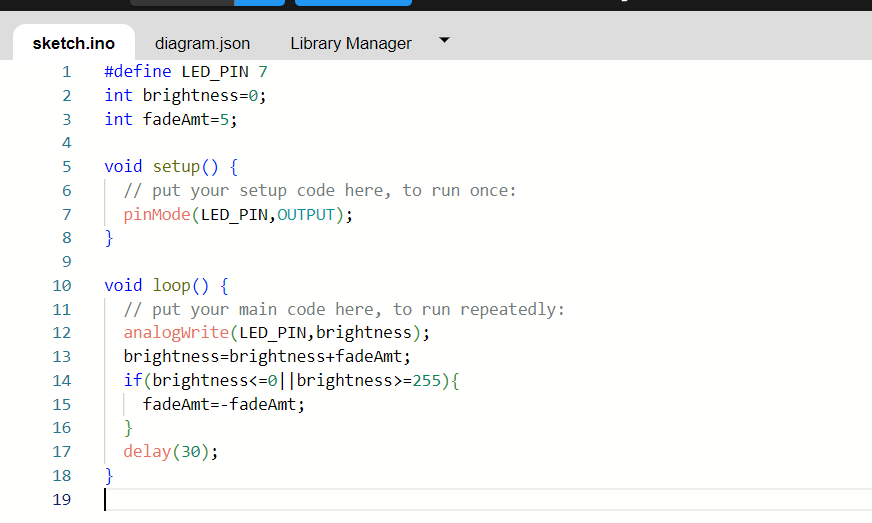 sketch.ino diagram.json Library Manager
1 #define LED_PIN 7
2 int brightness=0;
3 int fadeAmt=5;
4
5 void setup() {
6   // put your setup code here, to run once:
7   pinMode(LED_PIN,OUTPUT);
8 }
9
10 void loop() {
11   // put your main code here, to run repeatedly:
12   analogWrite(LED_PIN,brightness);
13   brightness=brightness+fadeAmt;
14   if(brightness<=0||brightness>=255){
15     fadeAmt=-fadeAmt;
16   }
17   delay(30);
18 }
19